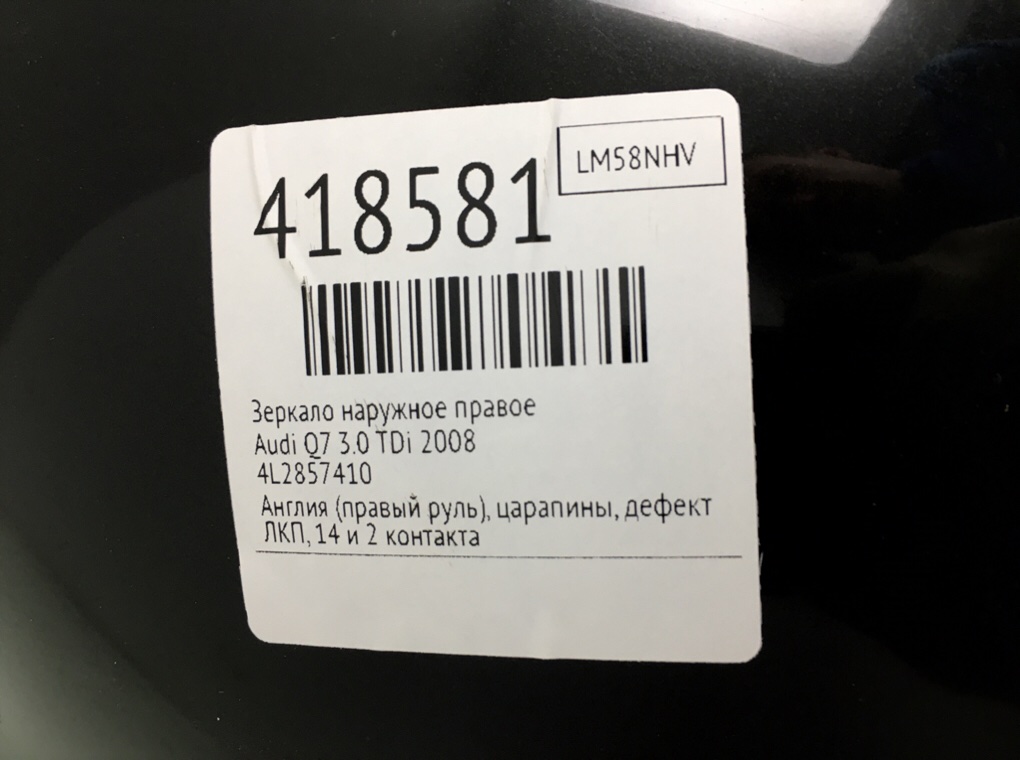 418581
LM58NHV
Зеркало наружное правое
Audi Q7 3.0 TDi 2008
4L2857410
Англия (правый руль), царапины, дефект
ЛКП, 14 и 2 контакта